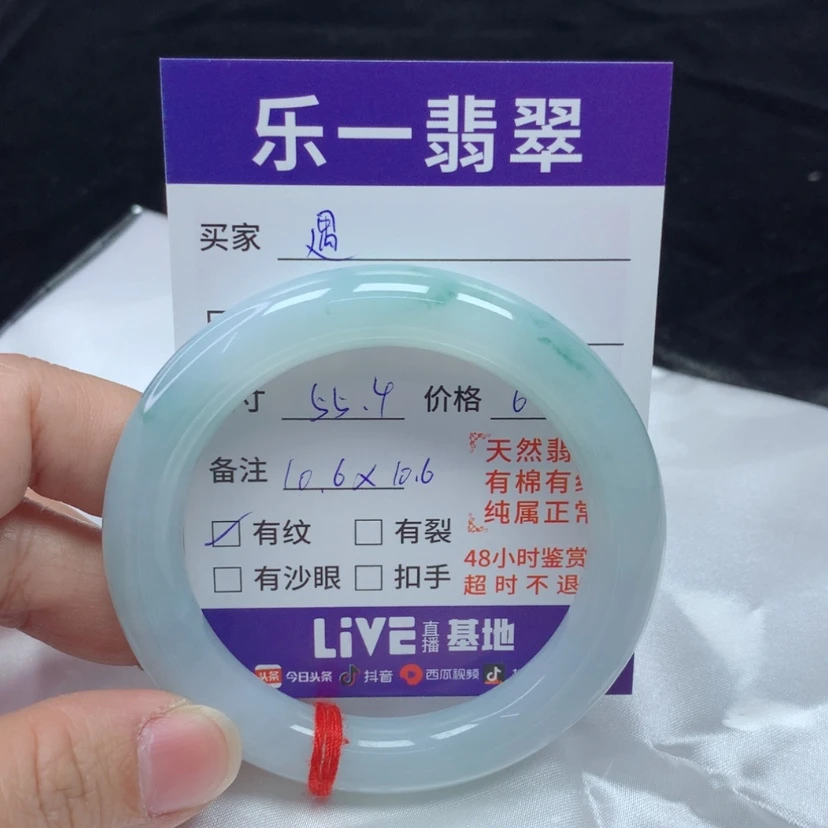 乐一翡翠
买家 遇
寸 55.4 价格 6
备注 10.6×10.6
天然翡
有棉有
纯属正常
☑ 有纹 ☐ 有裂
☐ 有沙眼 ☐ 扣手
48小时鉴赏
超时不退
LiVE 直播 基地
头条 今日头条 抖音 西瓜视频